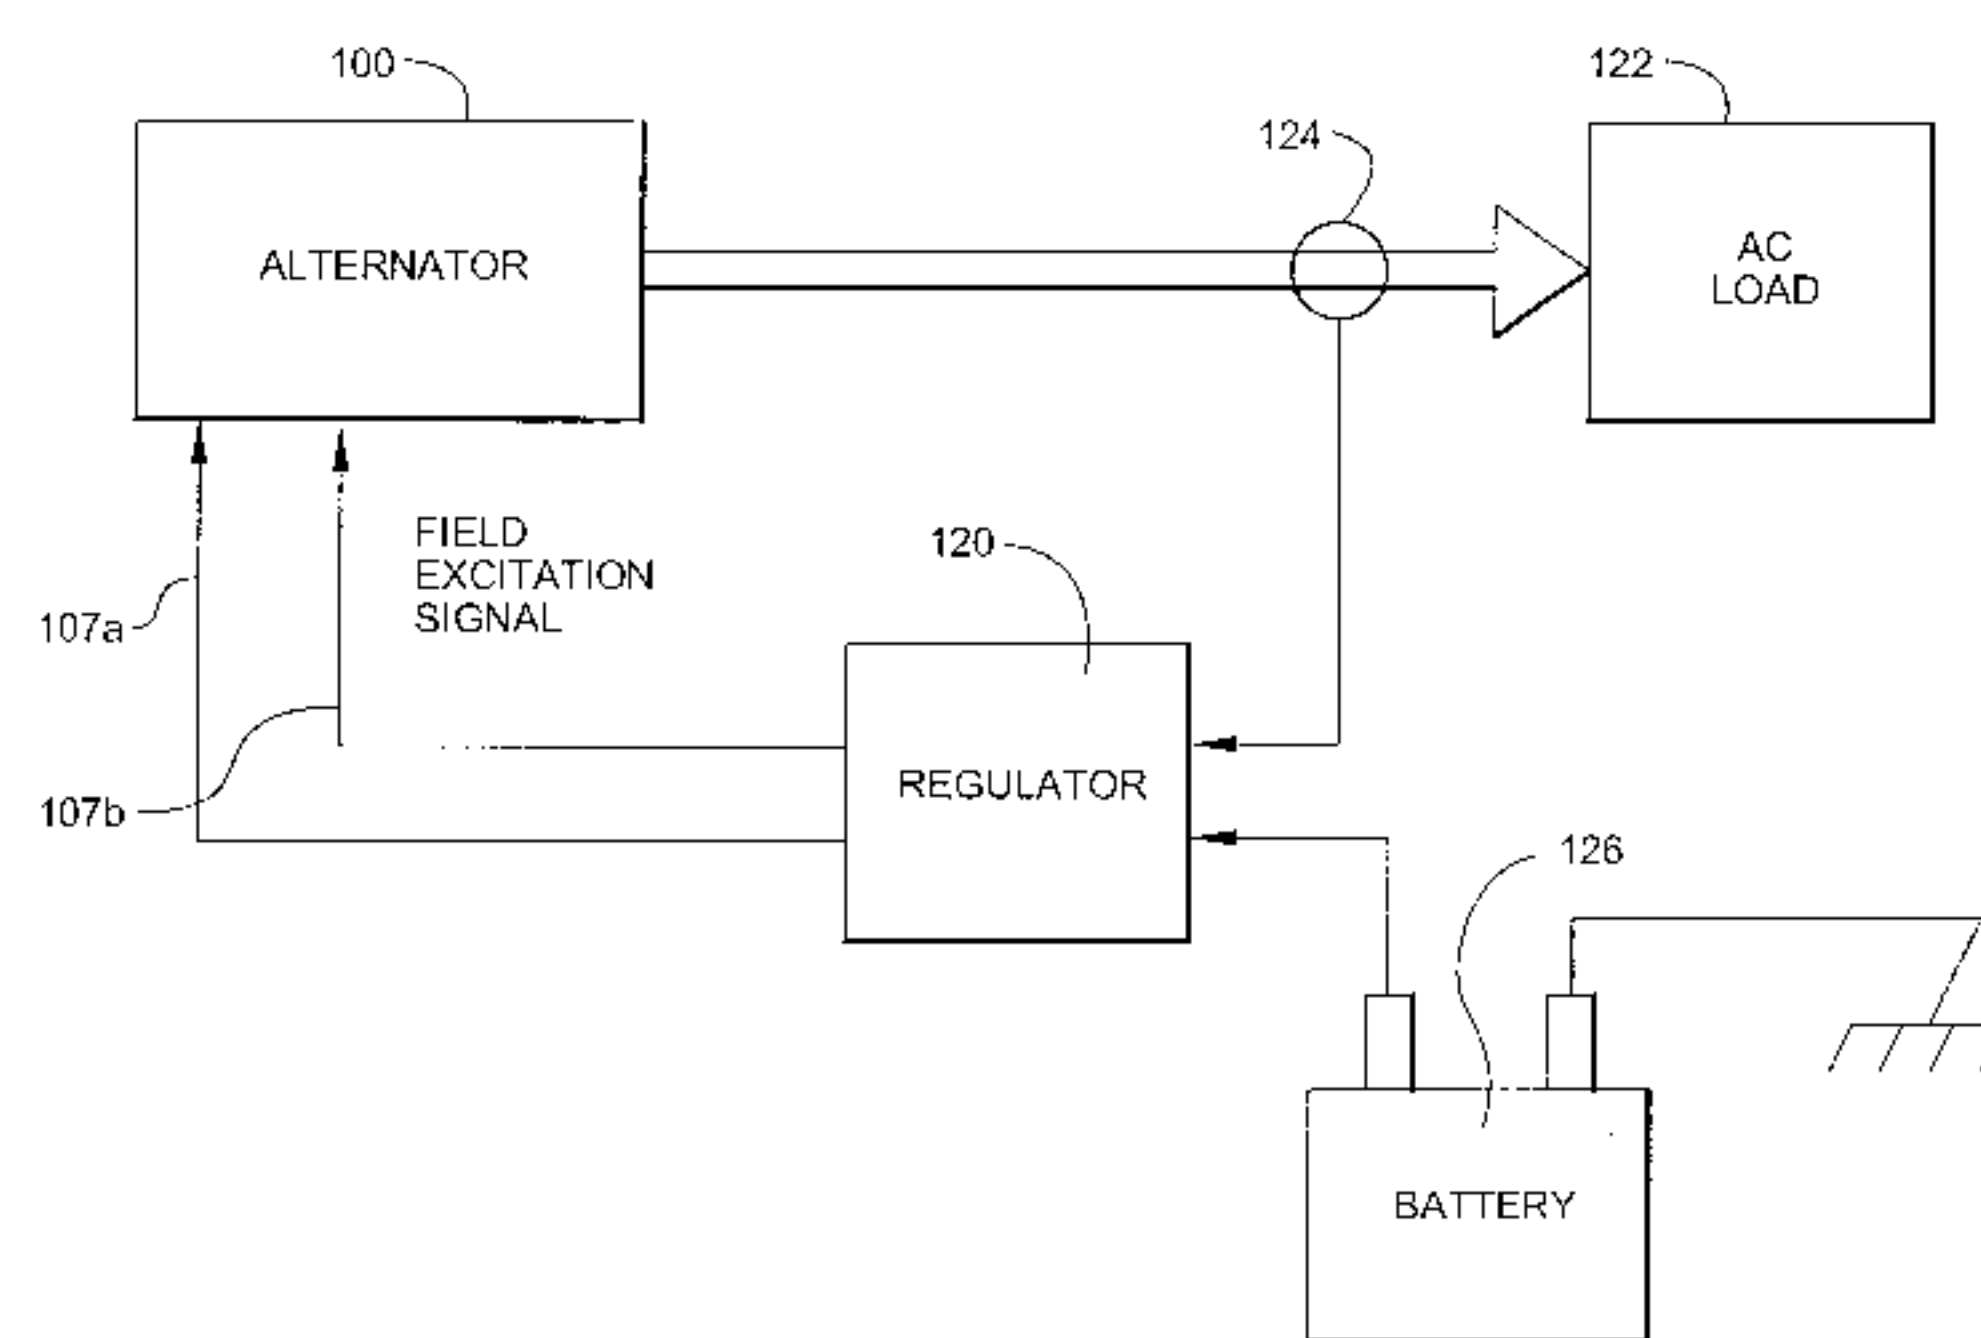 100
122
124
ALTERNATOR
AC
LOAD
FIELD
EXCITATION
SIGNAL
120
107a
REGULATOR
107b
126
BATTERY